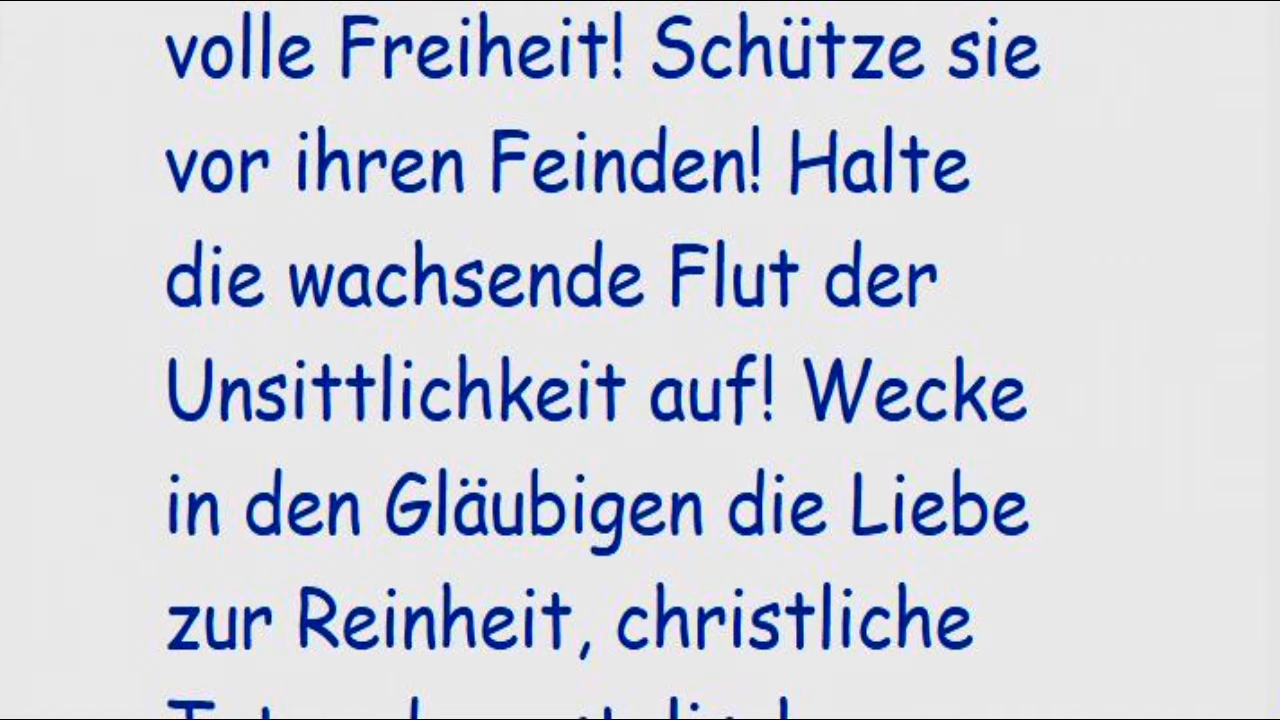 volle Freiheit! Schütze sie
vor ihren Feinden! Halte
die wachsende Flut der
Unsittlichkeit auf! Wecke
in den Gläubigen die Liebe
zur Reinheit, christliche